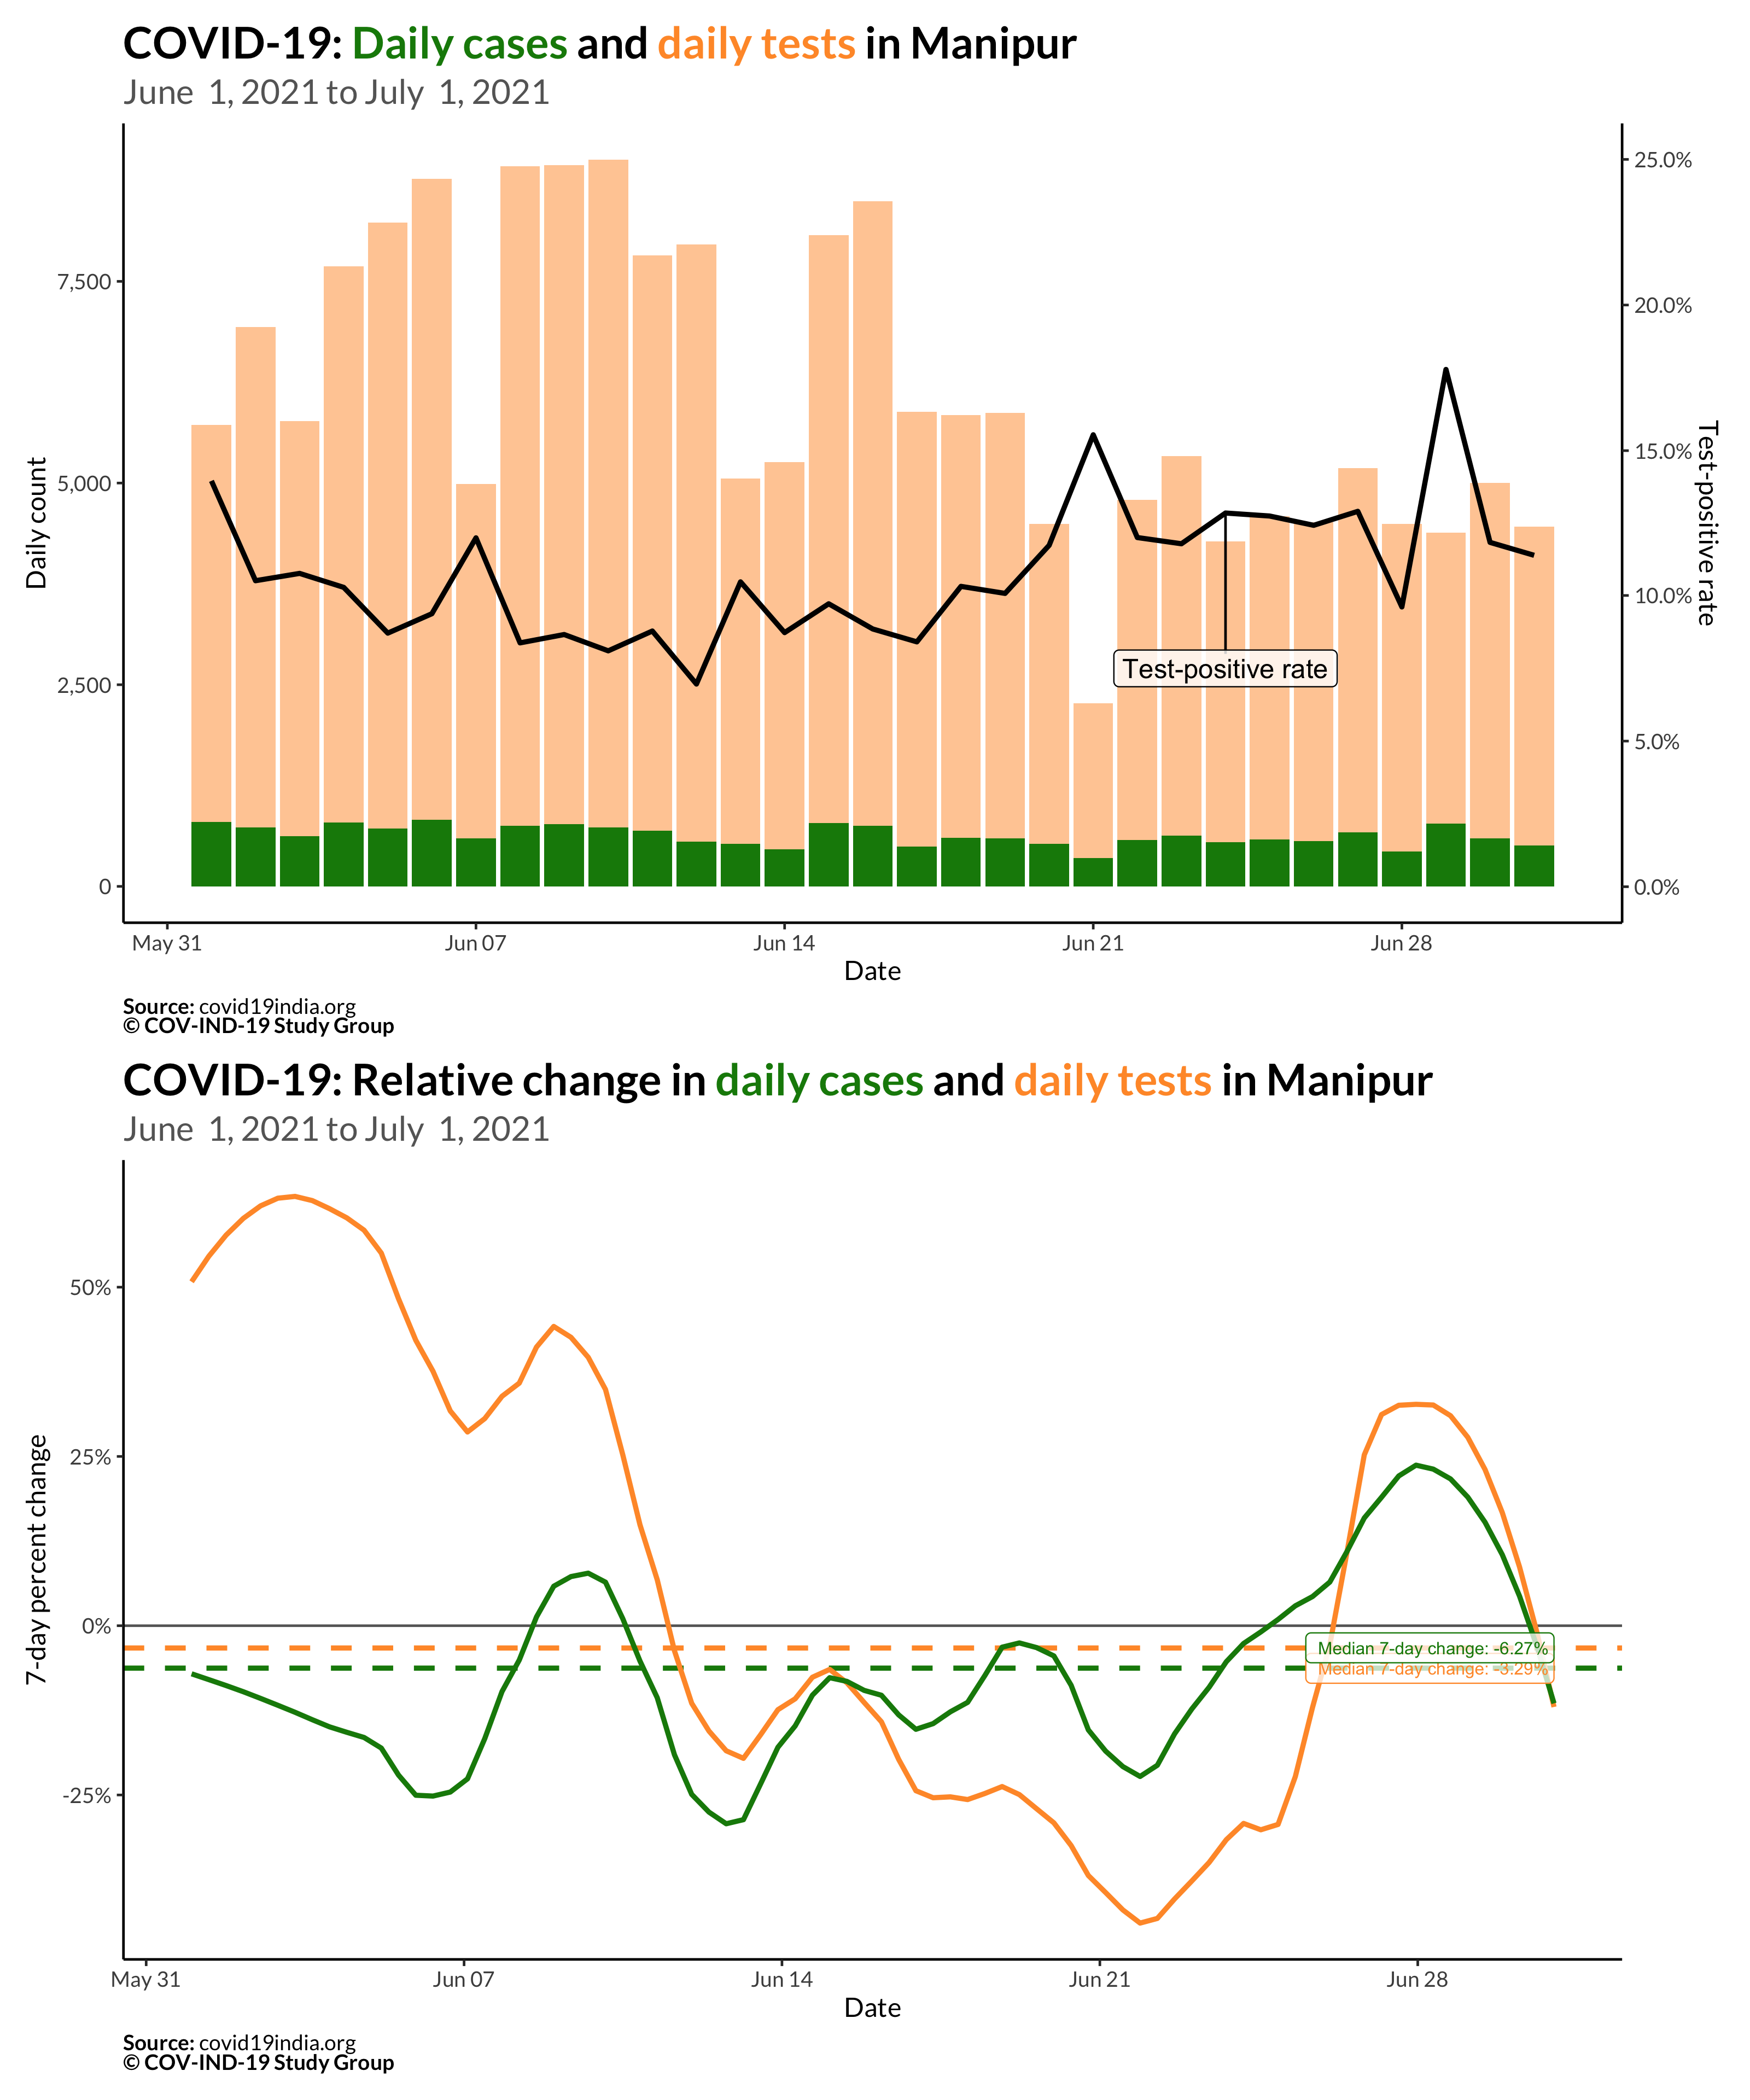 COVID-19: Daily cases and daily tests in Manipur
June 1, 2021 to July 1, 2021
Daily count
7,500
5,000
2,500
0
25.0%
20.0%
15.0%
10.0%
5.0%
0.0%
Test-positive rate
Test-positive rate
May 31 Jun 07 Jun 14 Jun 21 Jun 28
Date
Source: covid19india.org
© COV-IND-19 Study Group
COVID-19: Relative change in daily cases and daily tests in Manipur
June 1, 2021 to July 1, 2021
7-day percent change
50%
25%
0%
-25%
Median 7-day change: -6.27%
Median 7-day change: -3.29%
May 31 Jun 07 Jun 14 Jun 21 Jun 28
Date
Source: covid19india.org
© COV-IND-19 Study Group